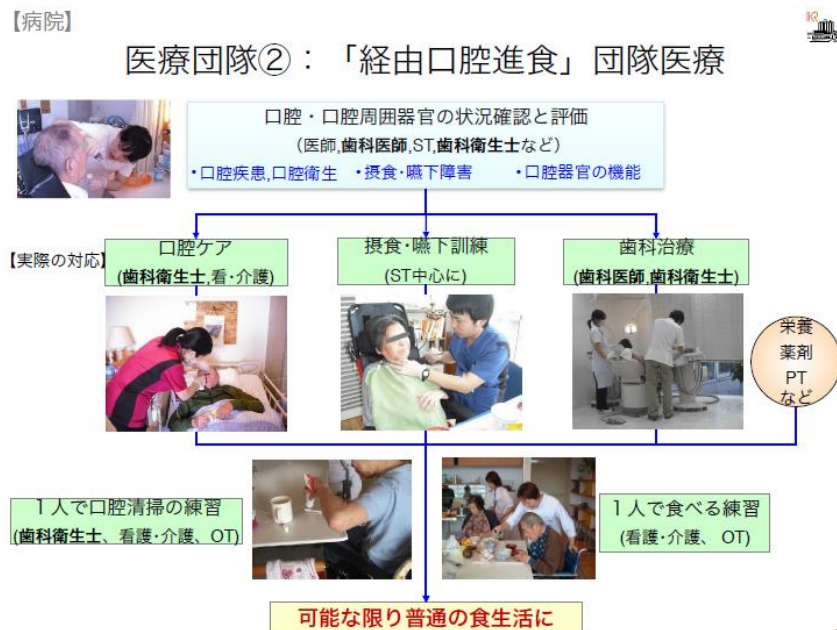 【病院】
医療団隊②：「経由口腔進食」団隊医療
口腔・口腔周囲器官の状況確認と評価
（医師,歯科医師,ST,歯科衛生士など）
・口腔疾患,口腔衛生 ・摂食・嚥下障害 ・口腔器官の機能
【実際の対応】
口腔ケア
(歯科衛生士,看・介護)
摂食・嚥下訓練
(ST中心に)
歯科治療
(歯科医師,歯科衛生士)
栄養
薬剤
PT
など
1人で口腔清掃の練習
(歯科衛生士、看護・介護、OT)
1人で食べる練習
(看護・介護、OT)
可能な限り普通の食生活に